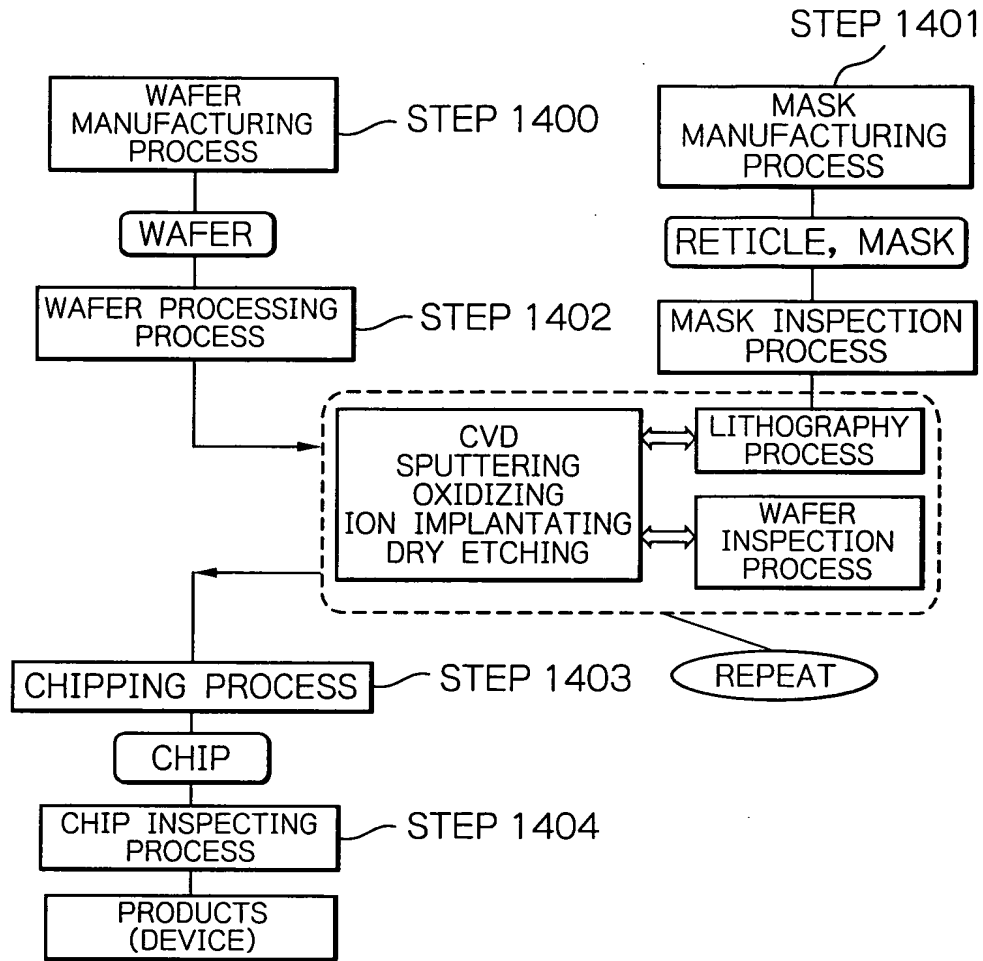 STEP 1401
WAFER
MANUFACTURING
PROCESS
STEP 1400
MASK
MANUFACTURING
PROCESS
WAFER
RETICLE, MASK
WAFER PROCESSING
PROCESS
STEP 1402
MASK INSPECTION
PROCESS
CVD
SPUTTERING
OXIDIZING
ION IMPLANTATING
DRY ETCHING
LITHOGRAPHY
PROCESS
WAFER
INSPECTION
PROCESS
REPEAT
CHIPPING PROCESS
STEP 1403
CHIP
CHIP INSPECTING
PROCESS
STEP 1404
PRODUCTS
(DEVICE)